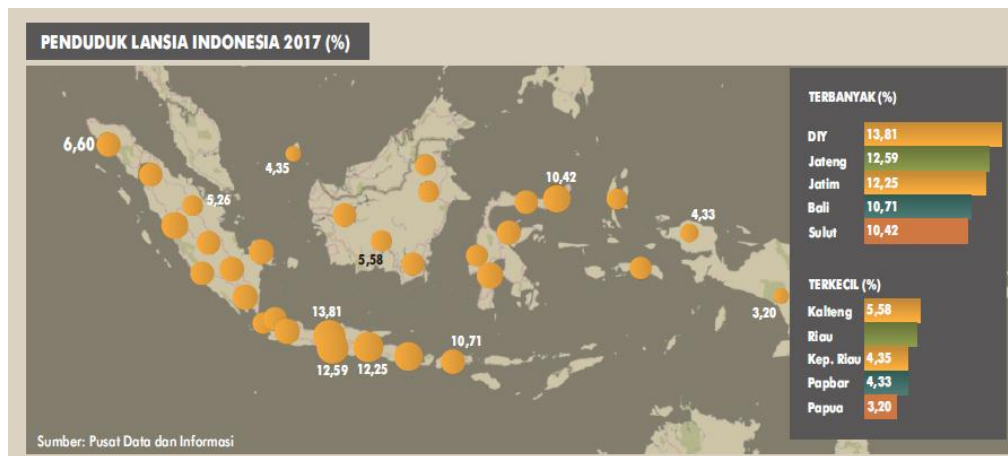 PENDUDUK LANSIA INDONESIA 2017 (%)
6,60
4,35
5,26
10,42
4,33
5,58
3,20
13,81
12,59
12,25
10,71
TERBANYAK (%)
DIY 13,81
Jateng 12,59
Jatim 12,25
Bali 10,71
Sulut 10,42
TERKECIL (%)
Kalteng 5,58
Riau
Kep. Riau 4,35
Papbar 4,33
Papua 3,20
Sumber: Pusat Data dan Informasi